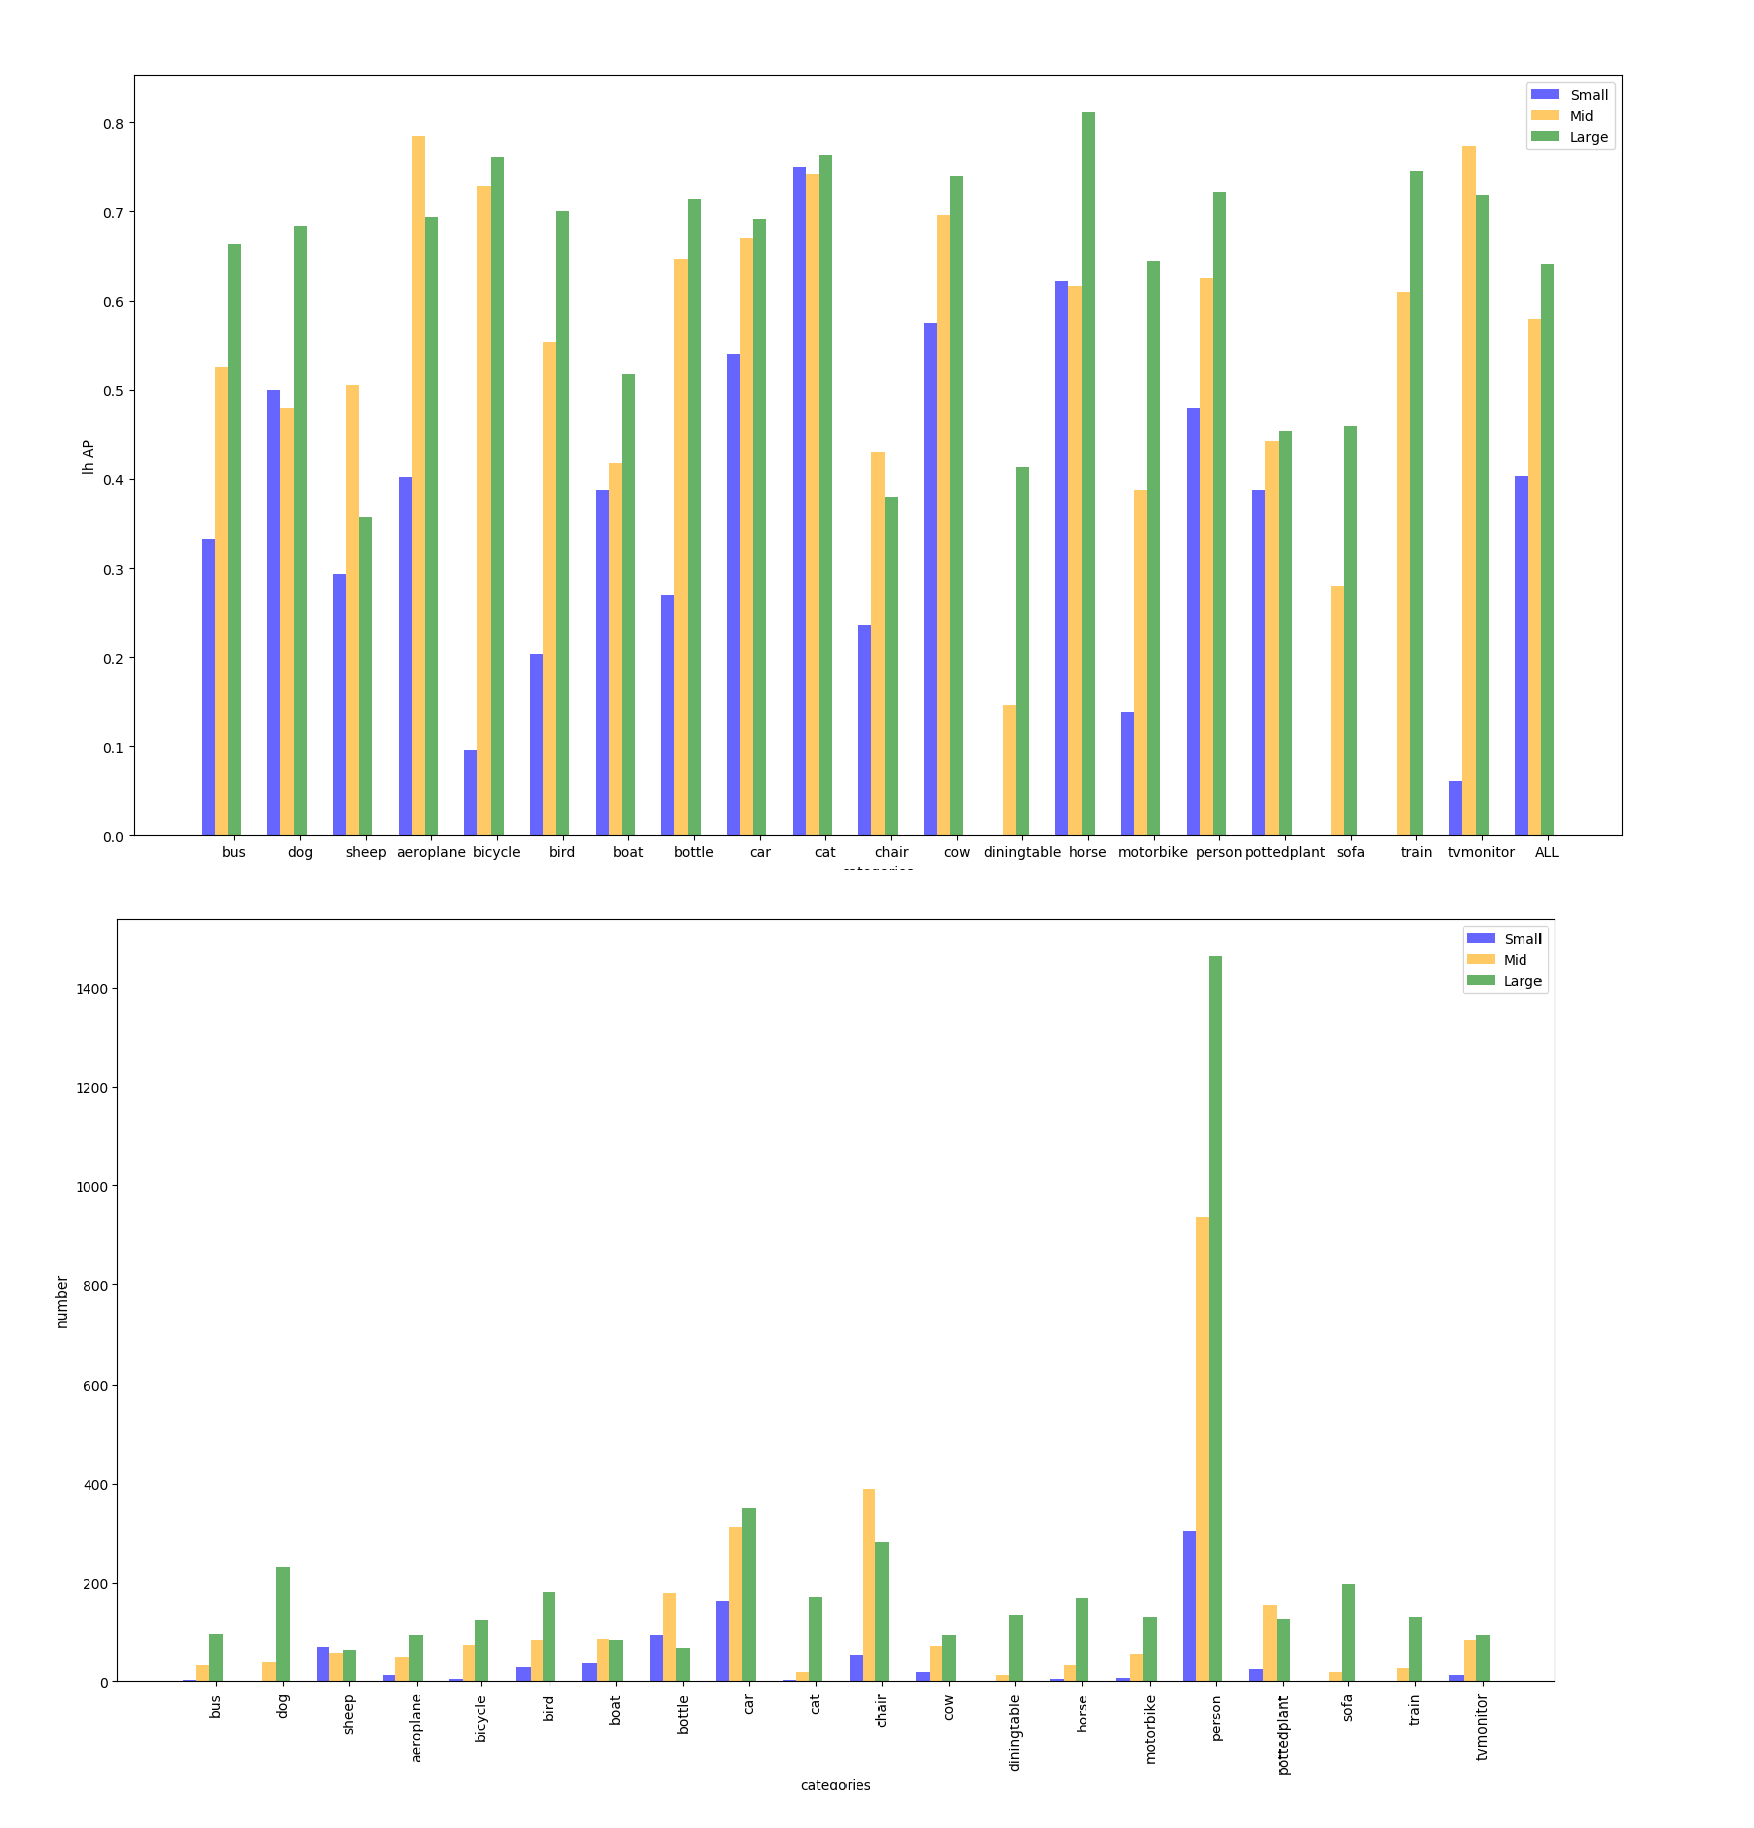 Small
Mid
Large
0.8
0.7
0.6
0.5
0.4
0.3
0.2
0.1
0.0
lh AP
bus dog sheep aeroplane bicycle bird boat bottle car cat chair cow diningtable horse motorbike person pottedplant sofa train tvmonitor ALL
categories
Small
Mid
Large
1400
1200
1000
800
600
400
200
0
number
bus dog sheep aeroplane bicycle bird boat bottle car cat chair cow diningtable horse motorbike person pottedplant sofa train tvmonitor
categories